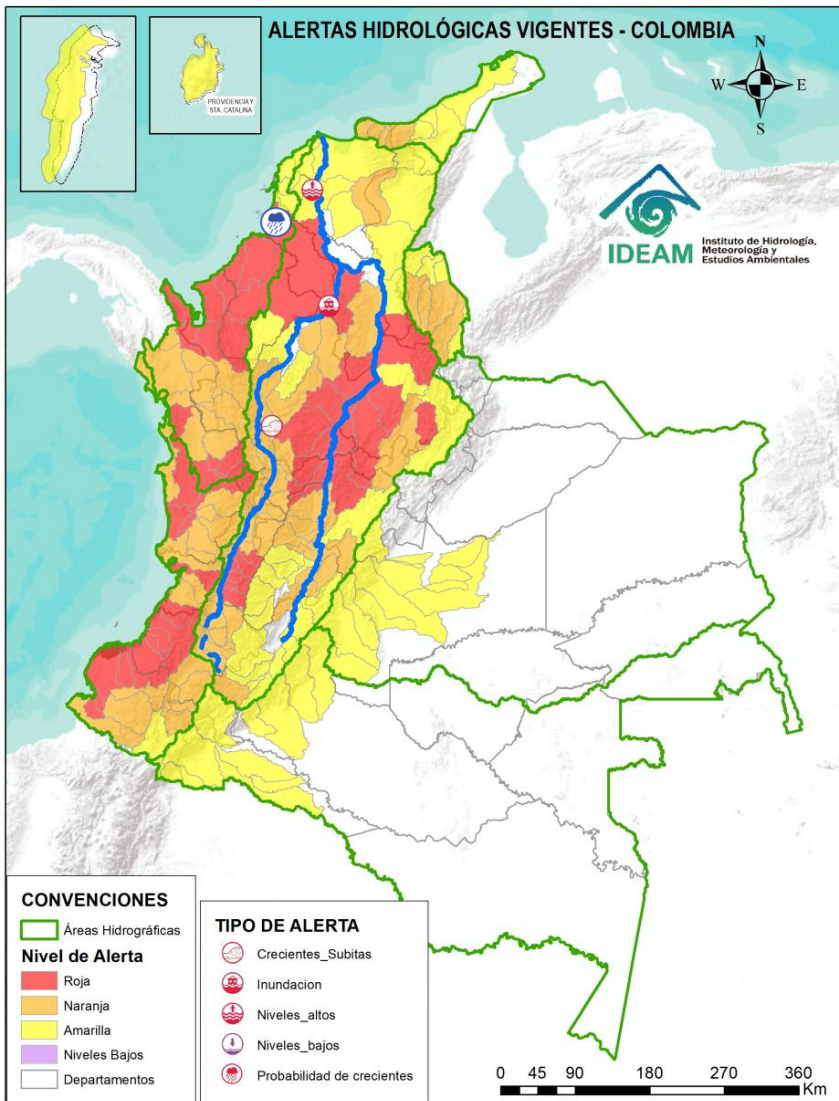 ALERTAS HIDROLÓGICAS VIGENTES - COLOMBIA
PROVIDENCIA Y
STA. CATALINA
N
W
E
S
IDEAM
Instituto de Hidrología,
Meteorología y
Estudios Ambientales
CONVENCIONES
Áreas Hidrográficas
Nivel de Alerta
Roja
Naranja
Amarilla
Niveles Bajos
Departamentos
TIPO DE ALERTA
Crecientes_Subitas
Inundacion
Niveles_altos
Niveles_bajos
Probabilidad de crecientes
0 45 90 180 270 360
Km